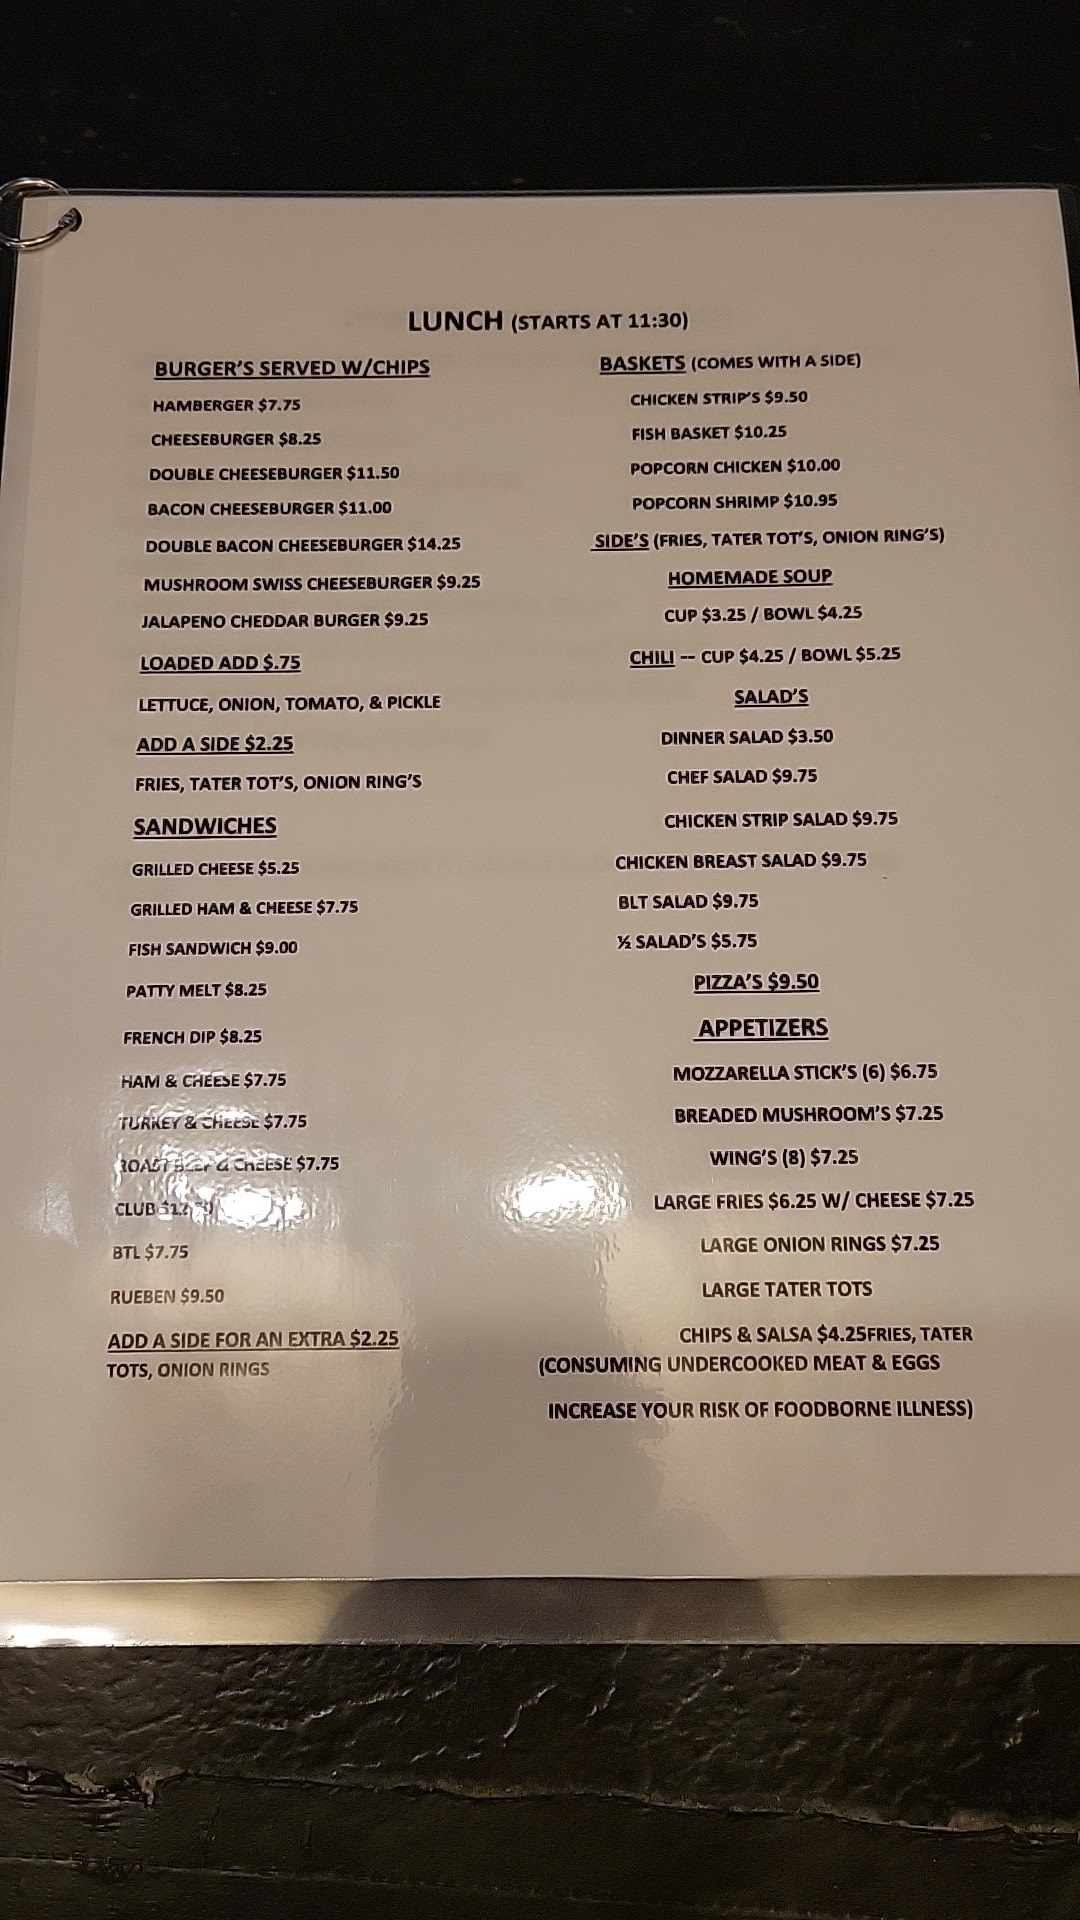 LUNCH (STARTS AT 11:30)
BURGER'S SERVED W/CHIPS
HAMBERGER $7.75
CHEESEBURGER $8.25
DOUBLE CHEESEBURGER $11.50
BACON CHEESEBURGER $11.00
DOUBLE BACON CHEESEBURGER $14.25
MUSHROOM SWISS CHEESEBURGER $9.25
JALAPENO CHEDDAR BURGER $9.25
LOADED ADD $.75
LETTUCE, ONION, TOMATO, & PICKLE
ADD A SIDE $2.25
FRIES, TATER TOT'S, ONION RING'S
SANDWICHES
GRILLED CHEESE $5.25
GRILLED HAM & CHEESE $7.75
FISH SANDWICH $9.00
PATTY MELT $8.25
FRENCH DIP $8.25
HAM & CHEESE $7.75
TURKEY & CHEESE $7.75
ROAST BEEF & CHEESE $7.75
CLUB
BTL $7.75
RUEBEN $9.50
ADD A SIDE FOR AN EXTRA $2.25
TOTS, ONION RINGS
BASKETS (COMES WITH A SIDE)
CHICKEN STRIP'S $9.50
FISH BASKET $10.25
POPCORN CHICKEN $10.00
POPCORN SHRIMP $10.95
SIDE'S (FRIES, TATER TOT'S, ONION RING'S)
HOMEMADE SOUP
CUP $3.25 / BOWL $4.25
CHILI -- CUP $4.25 / BOWL $5.25
SALAD'S
DINNER SALAD $3.50
CHEF SALAD $9.75
CHICKEN STRIP SALAD $9.75
CHICKEN BREAST SALAD $9.75
BLT SALAD $9.75
½ SALAD'S $5.75
PIZZA'S $9.50
APPETIZERS
MOZZARELLA STICK'S (6) $6.75
BREADED MUSHROOM'S $7.25
WING'S (8) $7.25
LARGE FRIES $6.25 W/ CHEESE $7.25
LARGE ONION RINGS $7.25
LARGE TATER TOTS
CHIPS & SALSA $4.25FRIES, TATER
(CONSUMING UNDERCOOKED MEAT & EGGS
INCREASE YOUR RISK OF FOODBORNE ILLNESS)